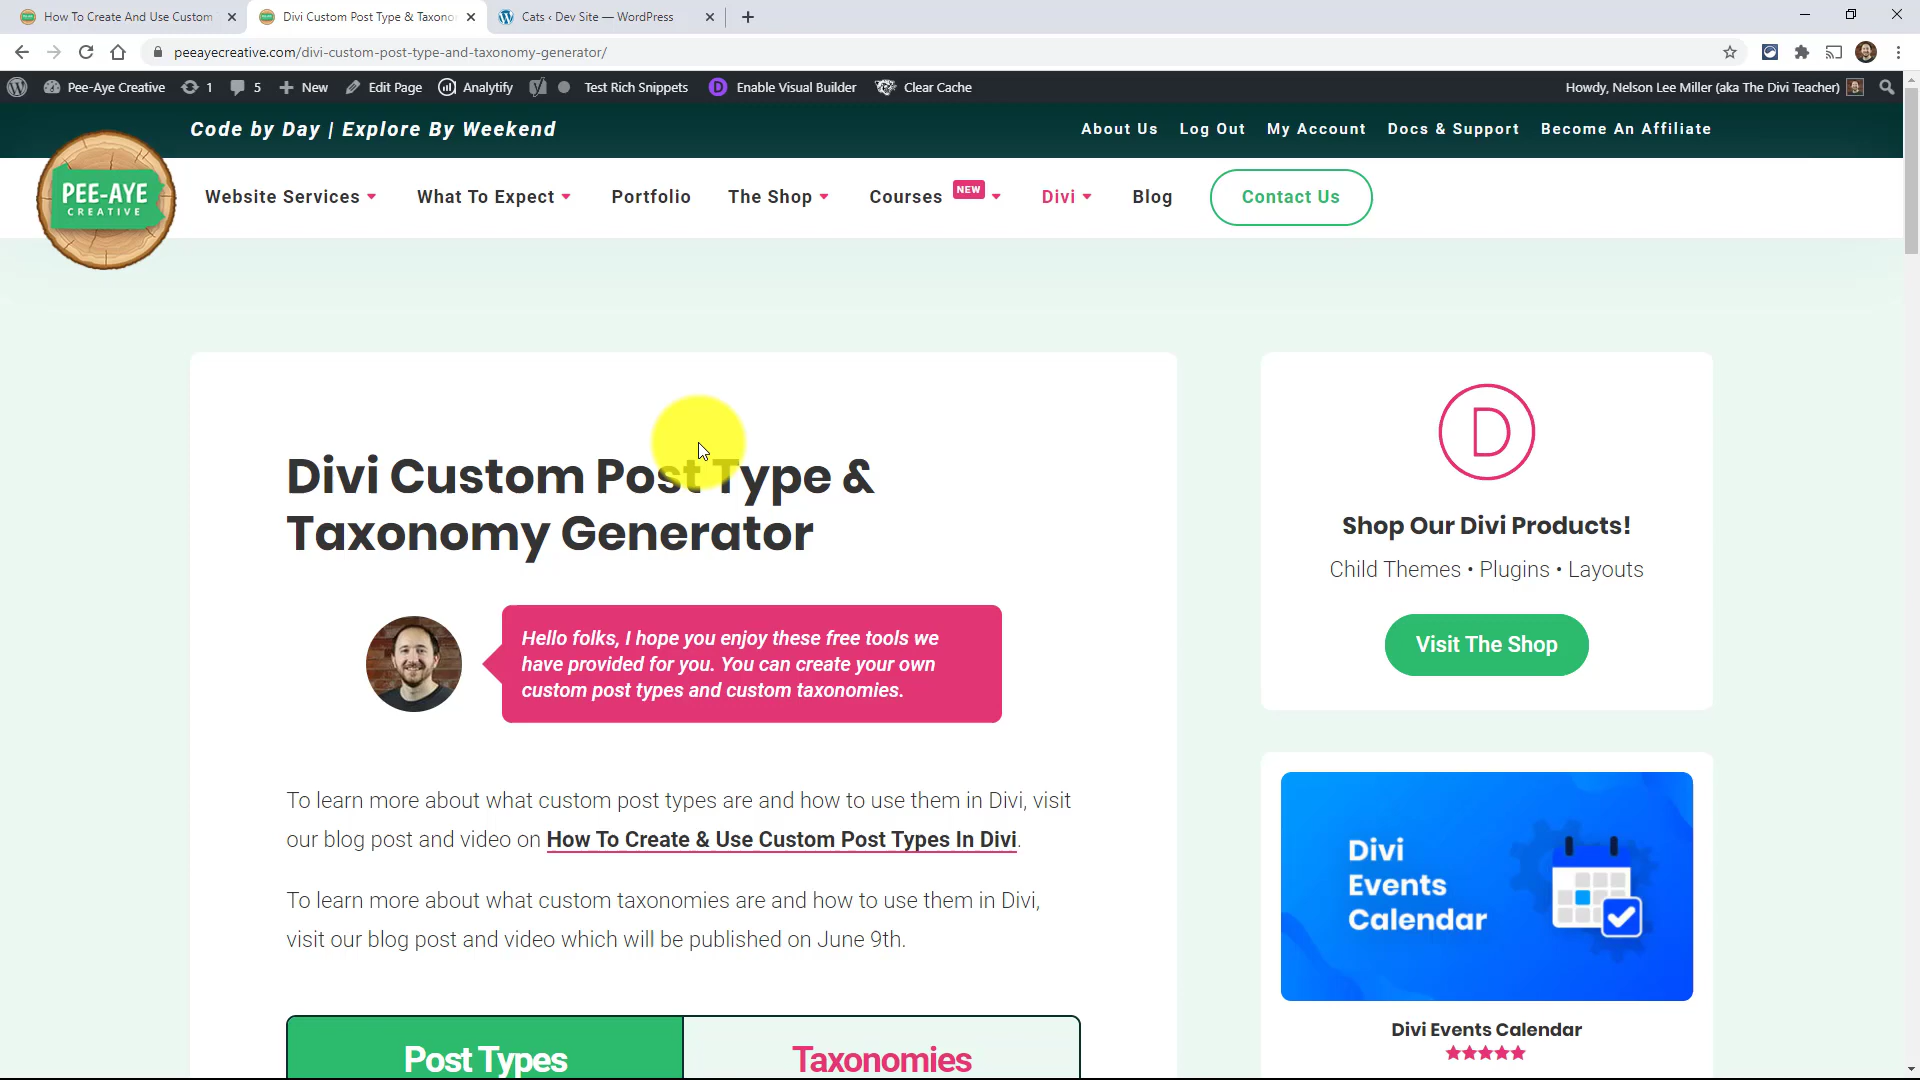 How To Create And Use Custom
Divi Custom Post Type & Taxono
Cats ‹ Dev Site — WordPress
peeayecreative.com/divi-custom-post-type-and-taxonomy-generator/
Pee-Aye Creative
1
5
New
Edit Page
Analytify
Test Rich Snippets
Enable Visual Builder
Clear Cache
Howdy, Nelson Lee Miller (aka The Divi Teacher)
Code by Day | Explore By Weekend
About Us
Log Out
My Account
Docs & Support
Become An Affiliate
PEE-AYE
CREATIVE
Website Services
What To Expect
Portfolio
The Shop
Courses
NEW
Divi
Blog
Contact Us
Divi Custom Post Type &
Taxonomy Generator
Hello folks, I hope you enjoy these free tools we
have provided for you. You can create your own
custom post types and custom taxonomies.
To learn more about what custom post types are and how to use them in Divi, visit
our blog post and video on How To Create & Use Custom Post Types In Divi.
To learn more about what custom taxonomies are and how to use them in Divi,
visit our blog post and video which will be published on June 9th.
Post Types
Taxonomies
D
Shop Our Divi Products!
Child Themes • Plugins • Layouts
Visit The Shop
Divi
Events
Calendar
Divi Events Calendar